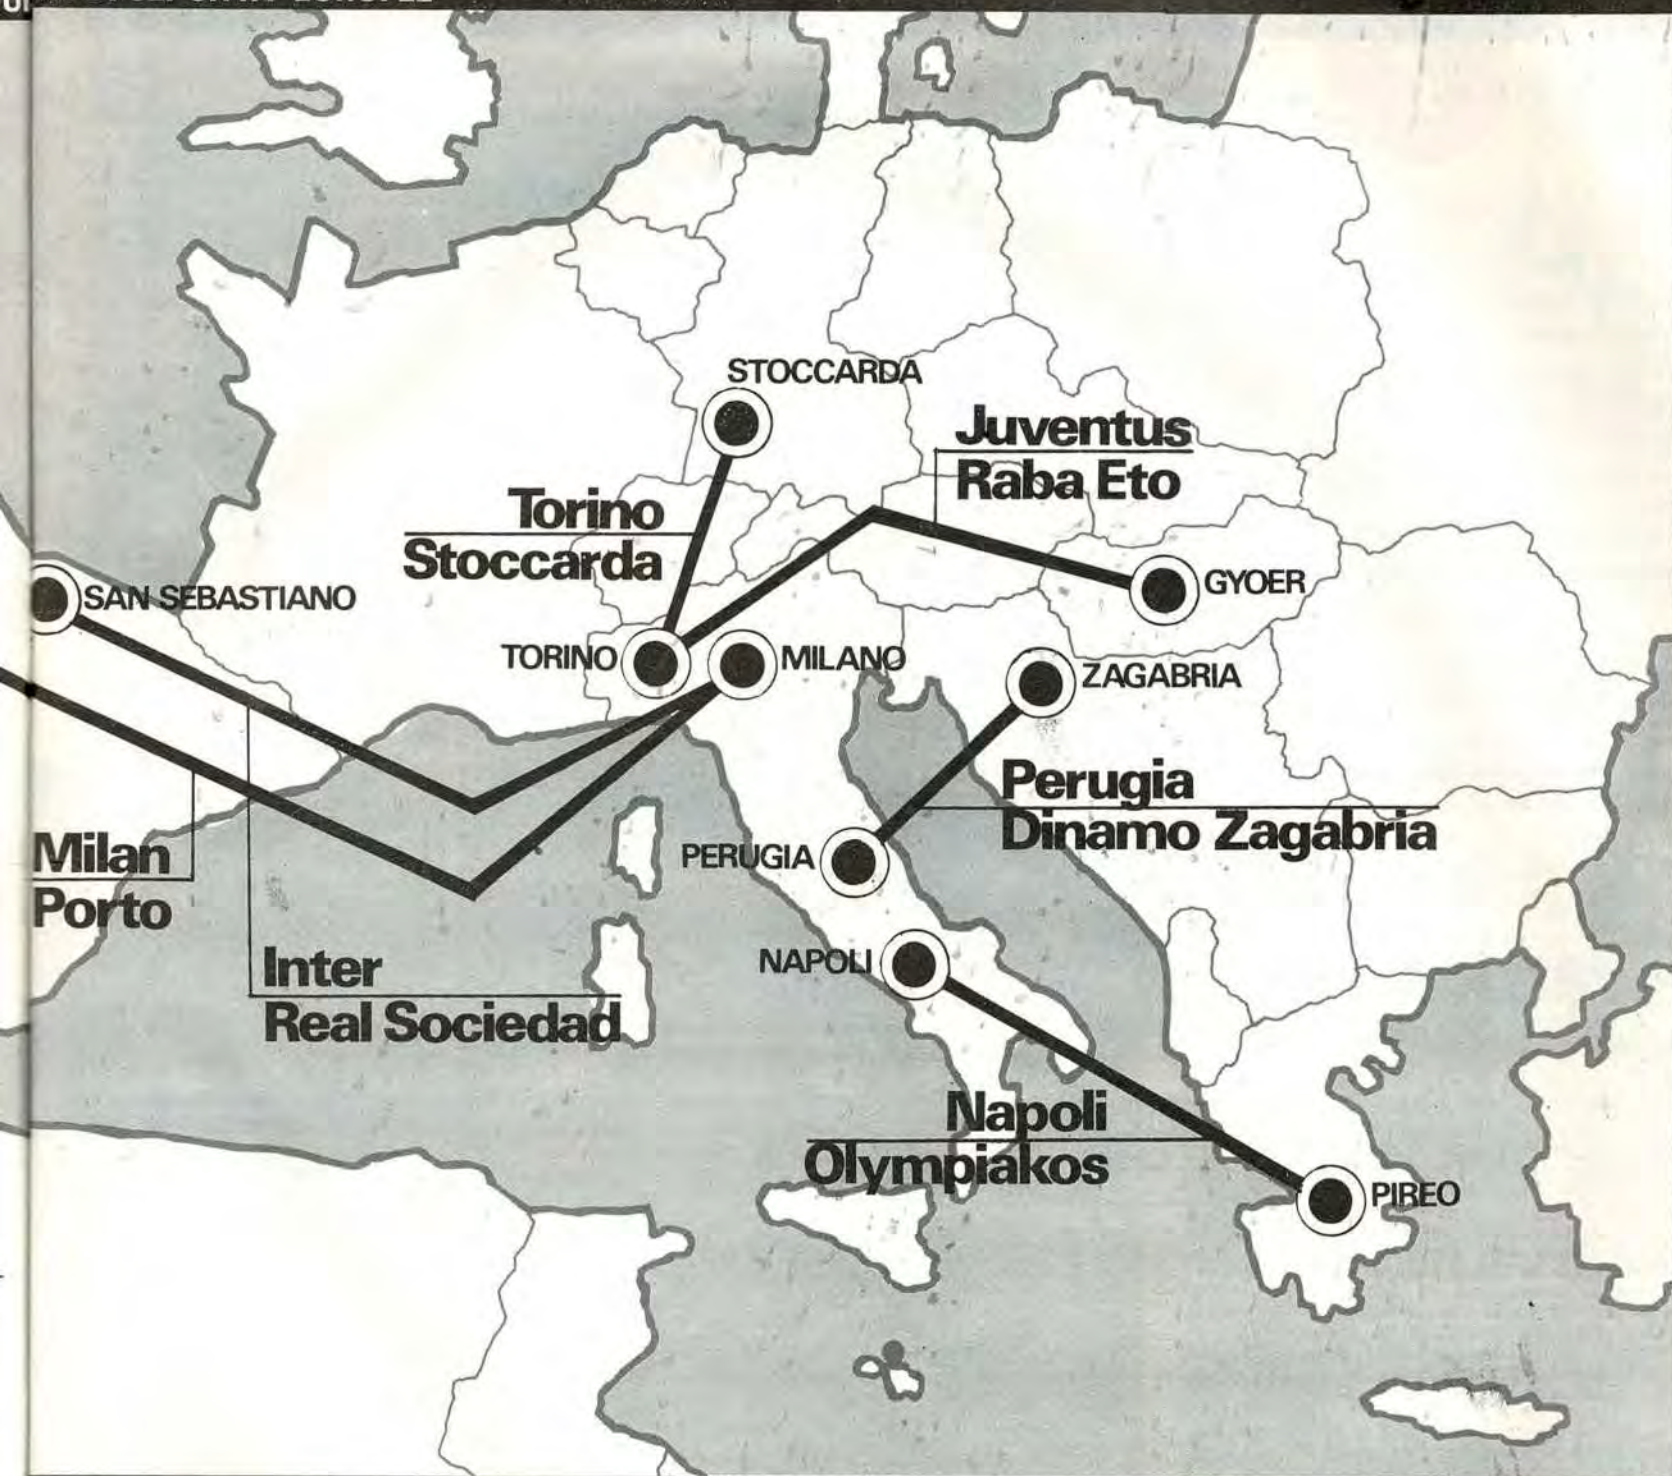 STOCCARDA
Juventus
Raba Eto
Torino
Stoccarda
GYOER
SAN SEBASTIANO
TORINO
MILANO
ZAGABRIA
Perugia
Dinamo Zagabria
Milan
Porto
PERUGIA
NAPOLI
Inter
Real Sociedad
Napoli
Olympiakos
PIREO